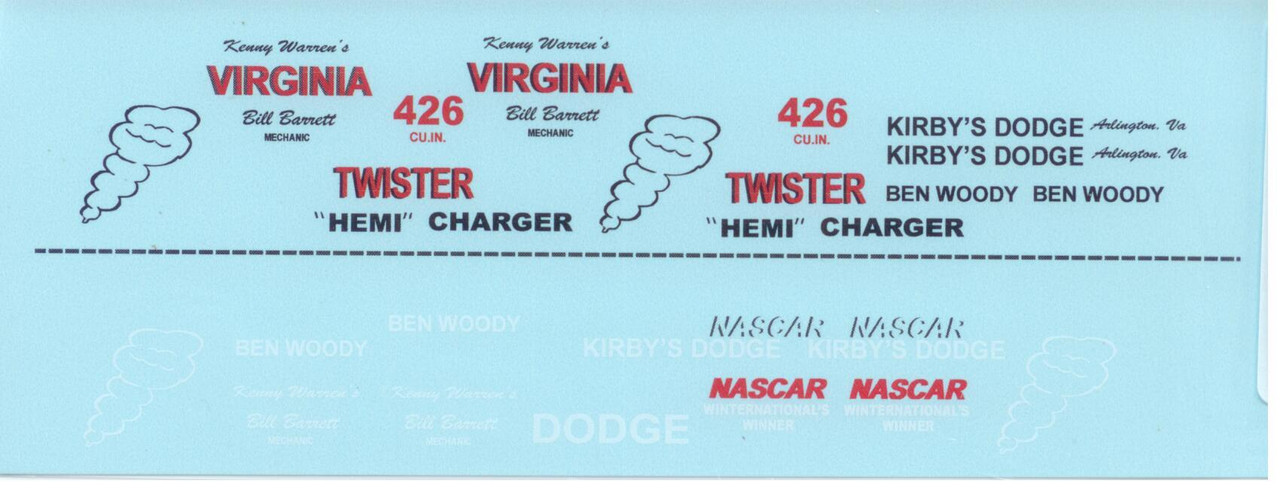 Kenny Warren's
VIRGINIA
Bill Barrett
MECHANIC
426
CU.IN.
TWISTER
"HEMI" CHARGER
Kenny Warren's
VIRGINIA
Bill Barrett
MECHANIC
426
CU.IN.
TWISTER
"HEMI" CHARGER
KIRBY'S DODGE Arlington. Va
KIRBY'S DODGE Arlington. Va
BEN WOODY BEN WOODY
BEN WOODY
BEN WOODY
Kenny Warren's
Bill Barrett
MECHANIC
Kenny Warren's
Bill Barrett
MECHANIC
DODGE
NASCAR NASCAR
KIRBY'S DODGE KIRBY'S DODGE
NASCAR
WINTERNATIONAL'S
WINNER
NASCAR
WINTERNATIONAL'S
WINNER